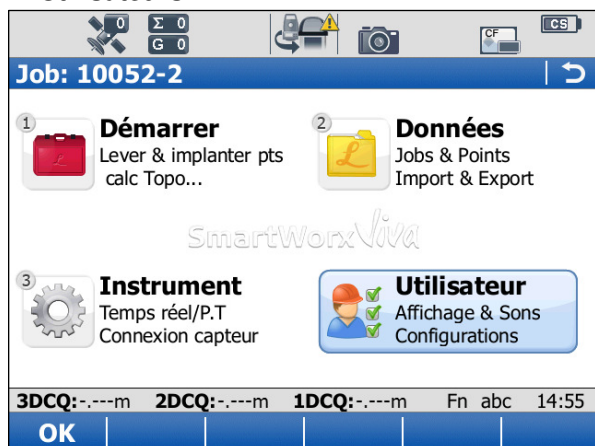 0 Σ 0 G 0 CF CS
Job: 10052-2
1 Démarrer
Lever & implanter pts
calc Topo...
2 Données
Jobs & Points
Import & Export
SmartWorx Viva
3 Instrument
Temps réel/P.T
Connexion capteur
Utilisateur
Affichage & Sons
Configurations
3DCQ:-.---m 2DCQ:-.---m 1DCQ:-.---m Fn abc 14:55
OK